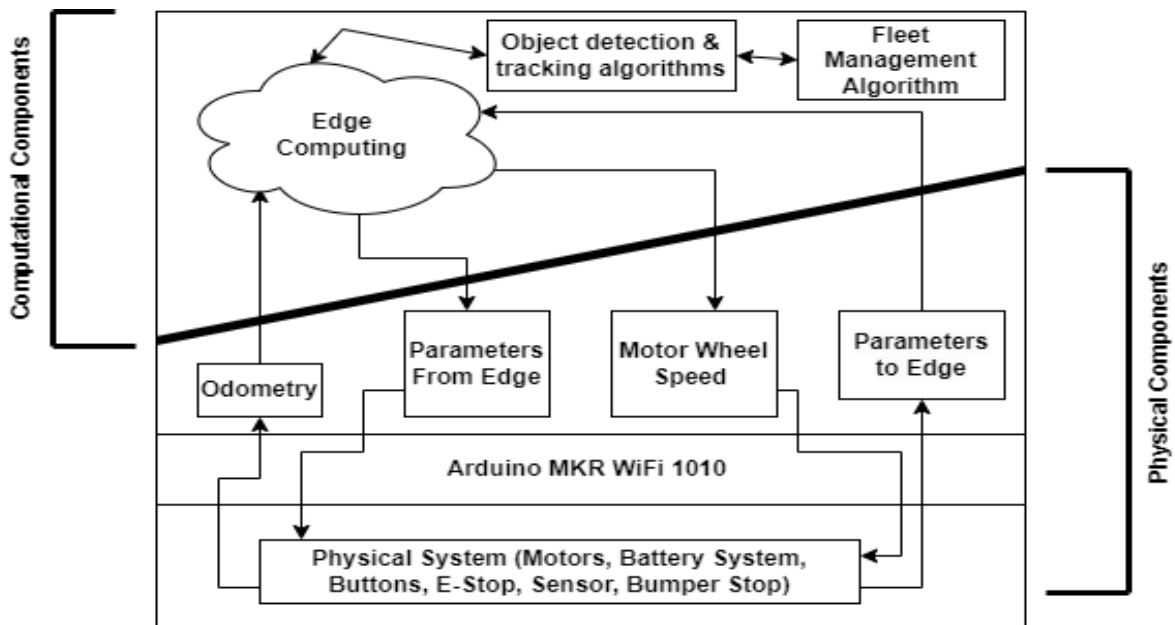 Computational Components
Object detection &
tracking algorithms
Fleet
Management
Algorithm
Edge
Computing
Physical Components
Odometry
Parameters
From Edge
Motor Wheel
Speed
Parameters
to Edge
Arduino MKR WiFi 1010
Physical System (Motors, Battery System,
Buttons, E-Stop, Sensor, Bumper Stop)